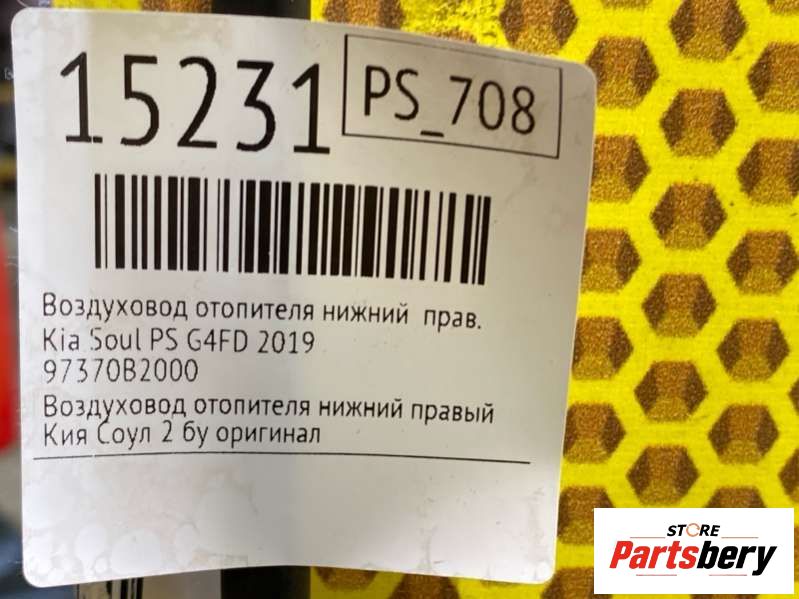 15231
PS_708
Воздуховод отопителя нижний прав.
Kia Soul PS G4FD 2019
97370B2000
Воздуховод отопителя нижний правый
Кия Соул 2 бу оригинал
STORE
Partsbery